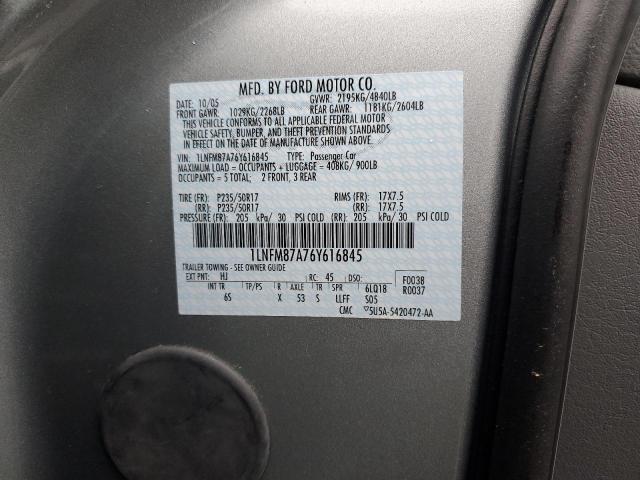 MFD. BY FORD MOTOR CO.
DATE: 10/05 GVWR: 2195KG/4840LB
FRONT GAWR: 1029KG/2268LB REAR GAWR: 1181KG/2604LB
THIS VEHICLE CONFORMS TO ALL APPLICABLE FEDERAL MOTOR
VEHICLE SAFETY, BUMPER, AND THEFT PREVENTION STANDARDS
IN EFFECT ON THE DATE OF MANUFACTURE SHOWN ABOVE.
VIN: 1LNFM87A76Y616845 TYPE: Passenger Car
MAXIMUM LOAD = OCCUPANTS + LUGGAGE = 408KG/900LB
OCCUPANTS = 5 TOTAL; 2 FRONT, 3 REAR
TIRE (FR): P235/50R17 RIMS (FR): 17X7.5
(RR): P235/50R17 (RR): 17X7.5
PRESSURE (FR): 205 kPa/ 30 PSI COLD (RR): 205 kPa/ 30 PSI COLD
1LNFM87A76Y616845
TRAILER TOWING - SEE OWNER GUIDE
EXT PNT: HJ RC: 45 DSO: F0038
INT TR TP/PS R AXLE TR SPR 6LQ18 R0037
6S X 53 S LLFF S05
CMC ▽5U5A-5420472-AA